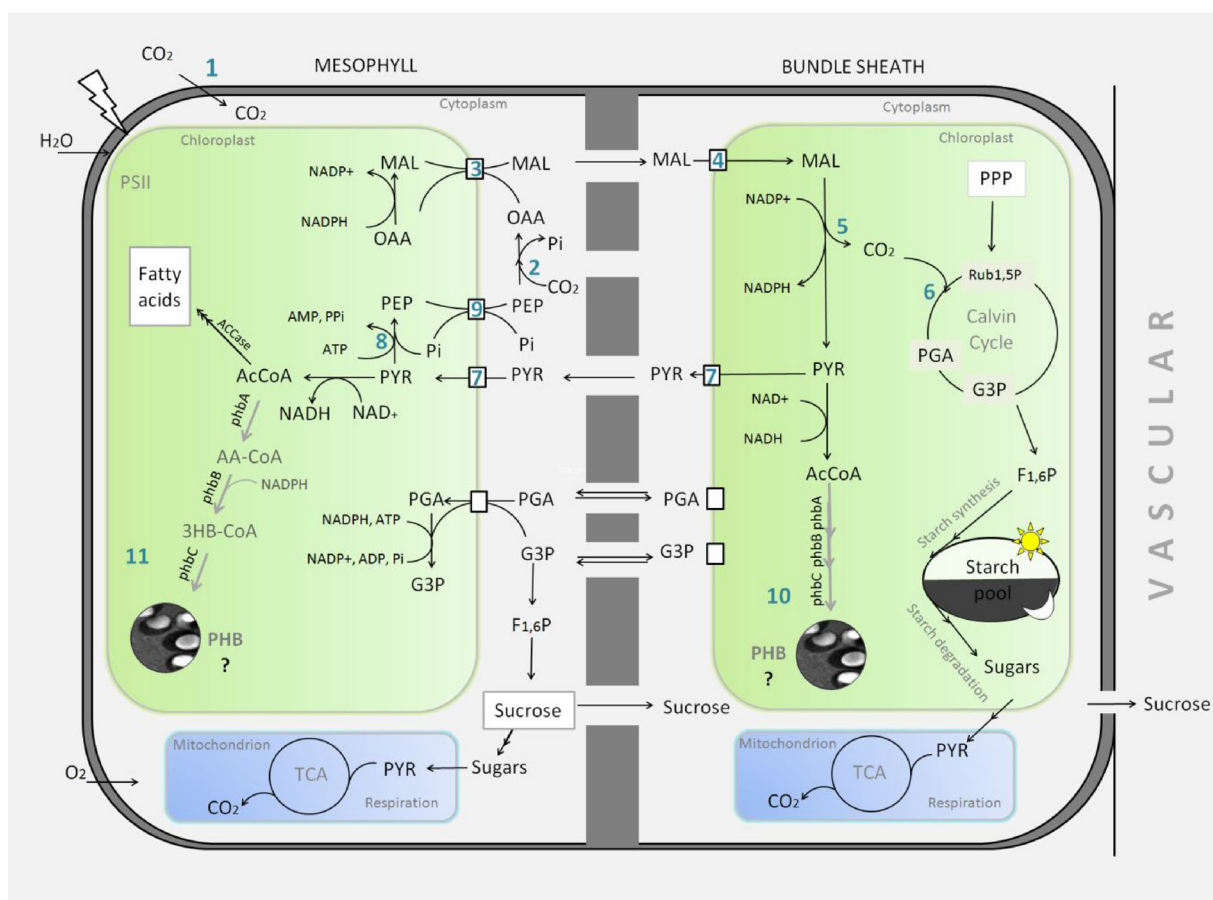 CO2
1
MESOPHYLL
BUNDLE SHEATH
CO2
Cytoplasm
Cytoplasm
H2O
Chloroplast
Chloroplast
PSII
NADP+
MAL
3
MAL
MAL
4
MAL
PPP
NADPH
OAA
OAA
NADP+
5
CO2
Pi
2
CO2
NADPH
6
Rub1,5P
Calvin
Cycle
Fatty
acids
PEP
9
PEP
AMP, PPi
8
ATP
Pi
Pi
PGA
ACCase
AcCoA
PYR
7
PYR
PYR
7
PYR
G3P
NADH
NAD+
NAD+
NADH
phbA
AA-CoA
phbB
NADPH
AcCoA
F1,6P
PGA
PGA
PGA
NADPH, ATP
3HB-CoA
NADP+, ADP, Pi
G3P
G3P
G3P
11
phbC
phbC phbB phbA
Starch synthesis
Starch
pool
10
F1,6P
PHB
?
PHB
?
Starch degradation
Sugars
Sucrose
Sucrose
Sucrose
Mitochondrion
TCA
PYR
Sugars
CO2
Respiration
O2
Mitochondrion
TCA
PYR
CO2
Respiration
VASCULAR